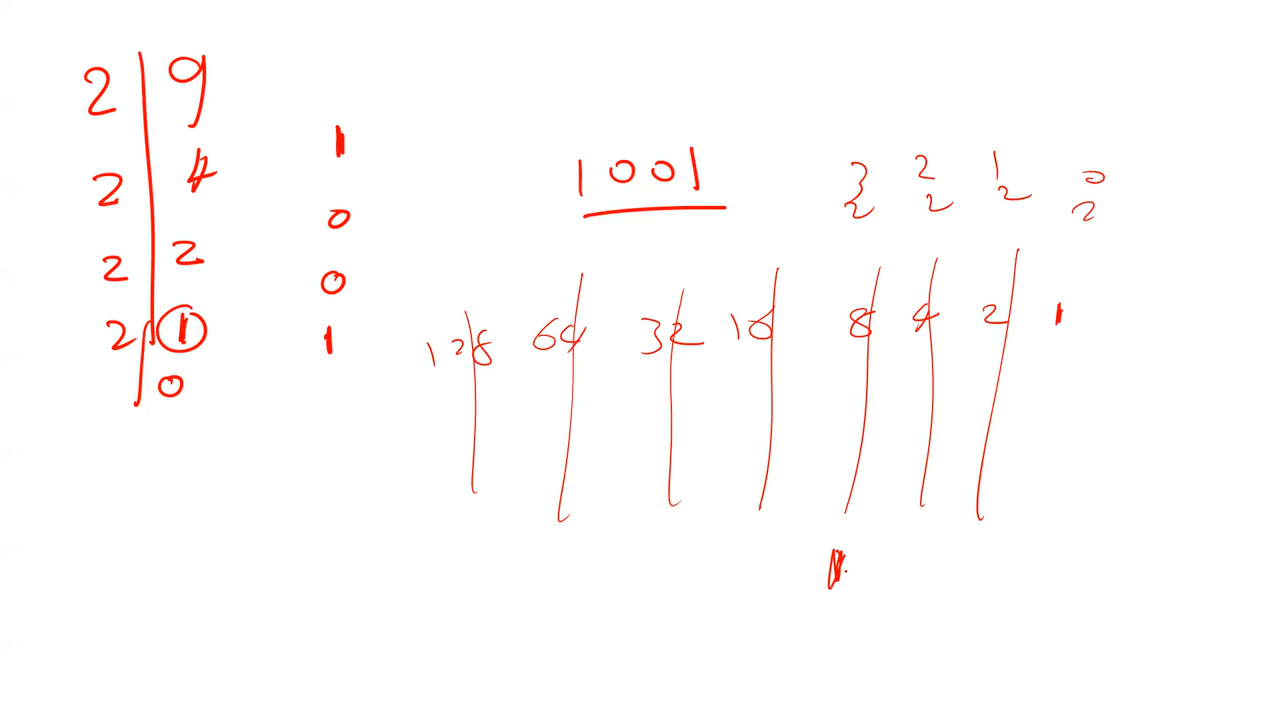 2 9
2 4 1
2 2 0
2 1 0
0 1
1001
3 2 1 0
2 2 2 2
128 64 32 16 8 4 2 1